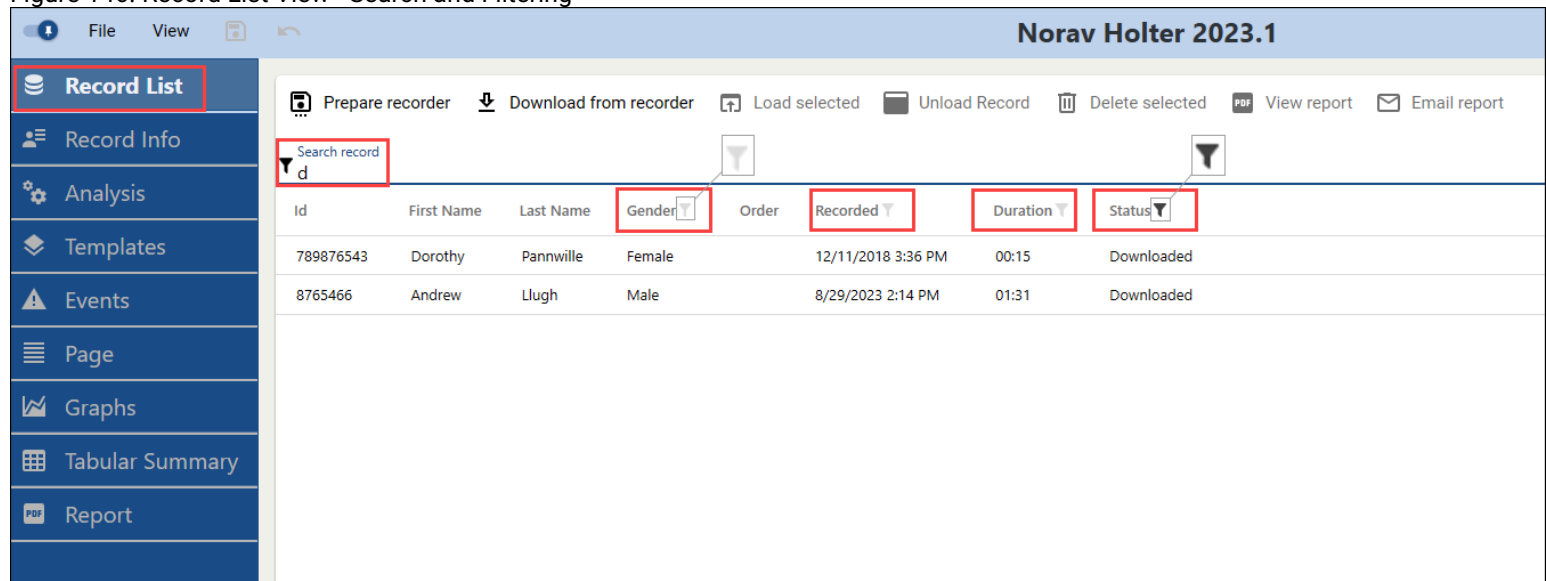 File View Norav Holter 2023.1
Record List
Prepare recorder Download from recorder Load selected Unload Record Delete selected PDF View report Email report
Record Info
Search record
d
Analysis
Id First Name Last Name Gender Order Recorded Duration Status
Templates
789876543 Dorothy Pannwille Female 12/11/2018 3:36 PM 00:15 Downloaded
Events
8765466 Andrew Llugh Male 8/29/2023 2:14 PM 01:31 Downloaded
Page
Graphs
Tabular Summary
PDF Report